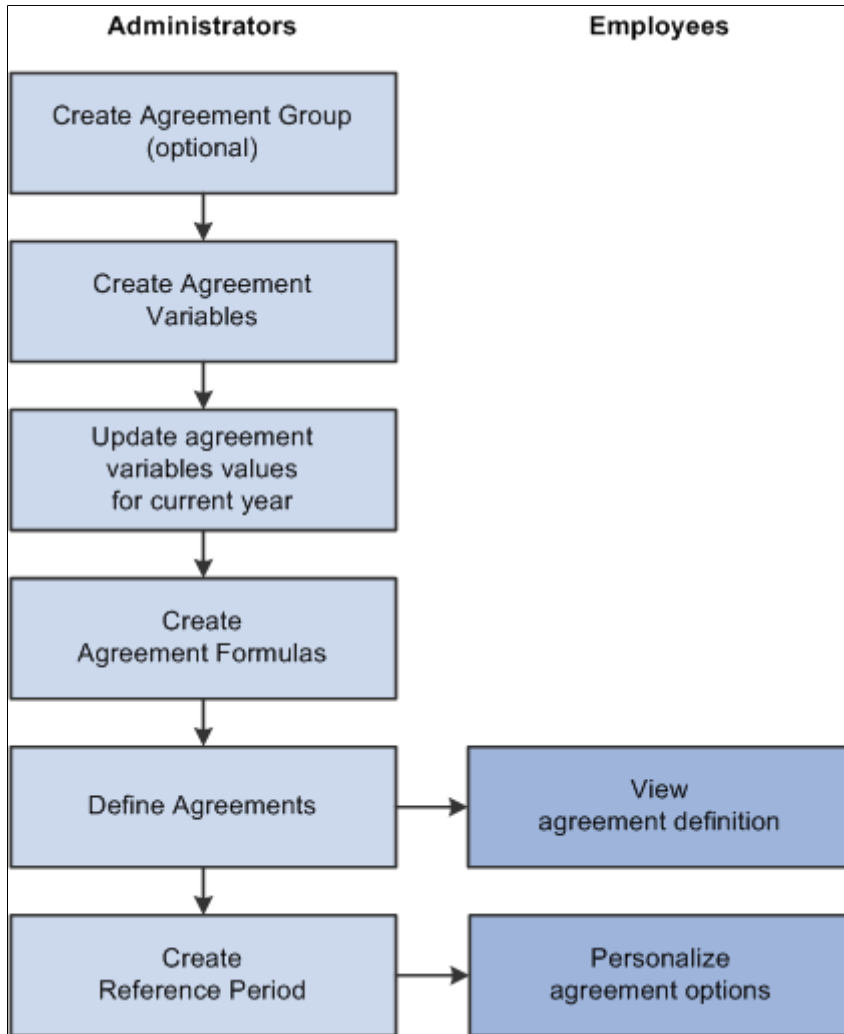 Administrators
Employees
Create Agreement Group
(optional)
Create Agreement
Variables
Update agreement
variables values
for current year
Create
Agreement Formulas
Define Agreements
View
agreement definition
Create
Reference Period
Personalize
agreement options